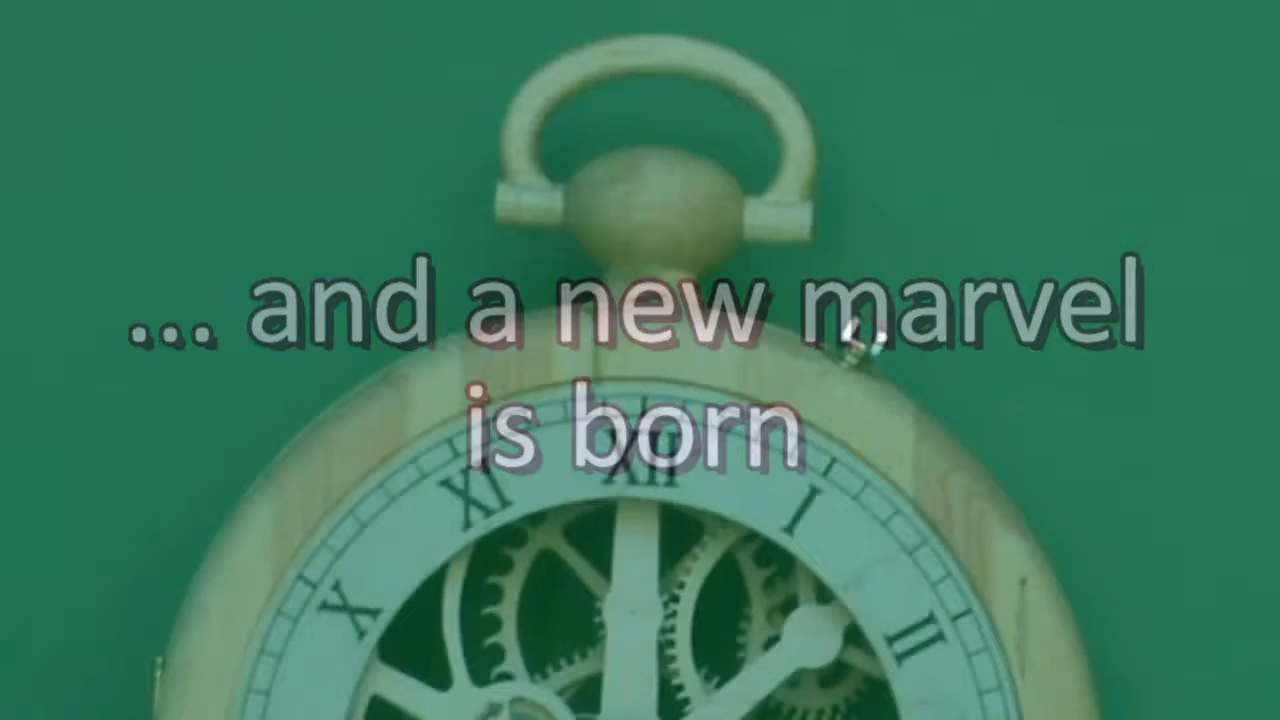 ... and a new marvel
is born
XII
XI
I
X
II